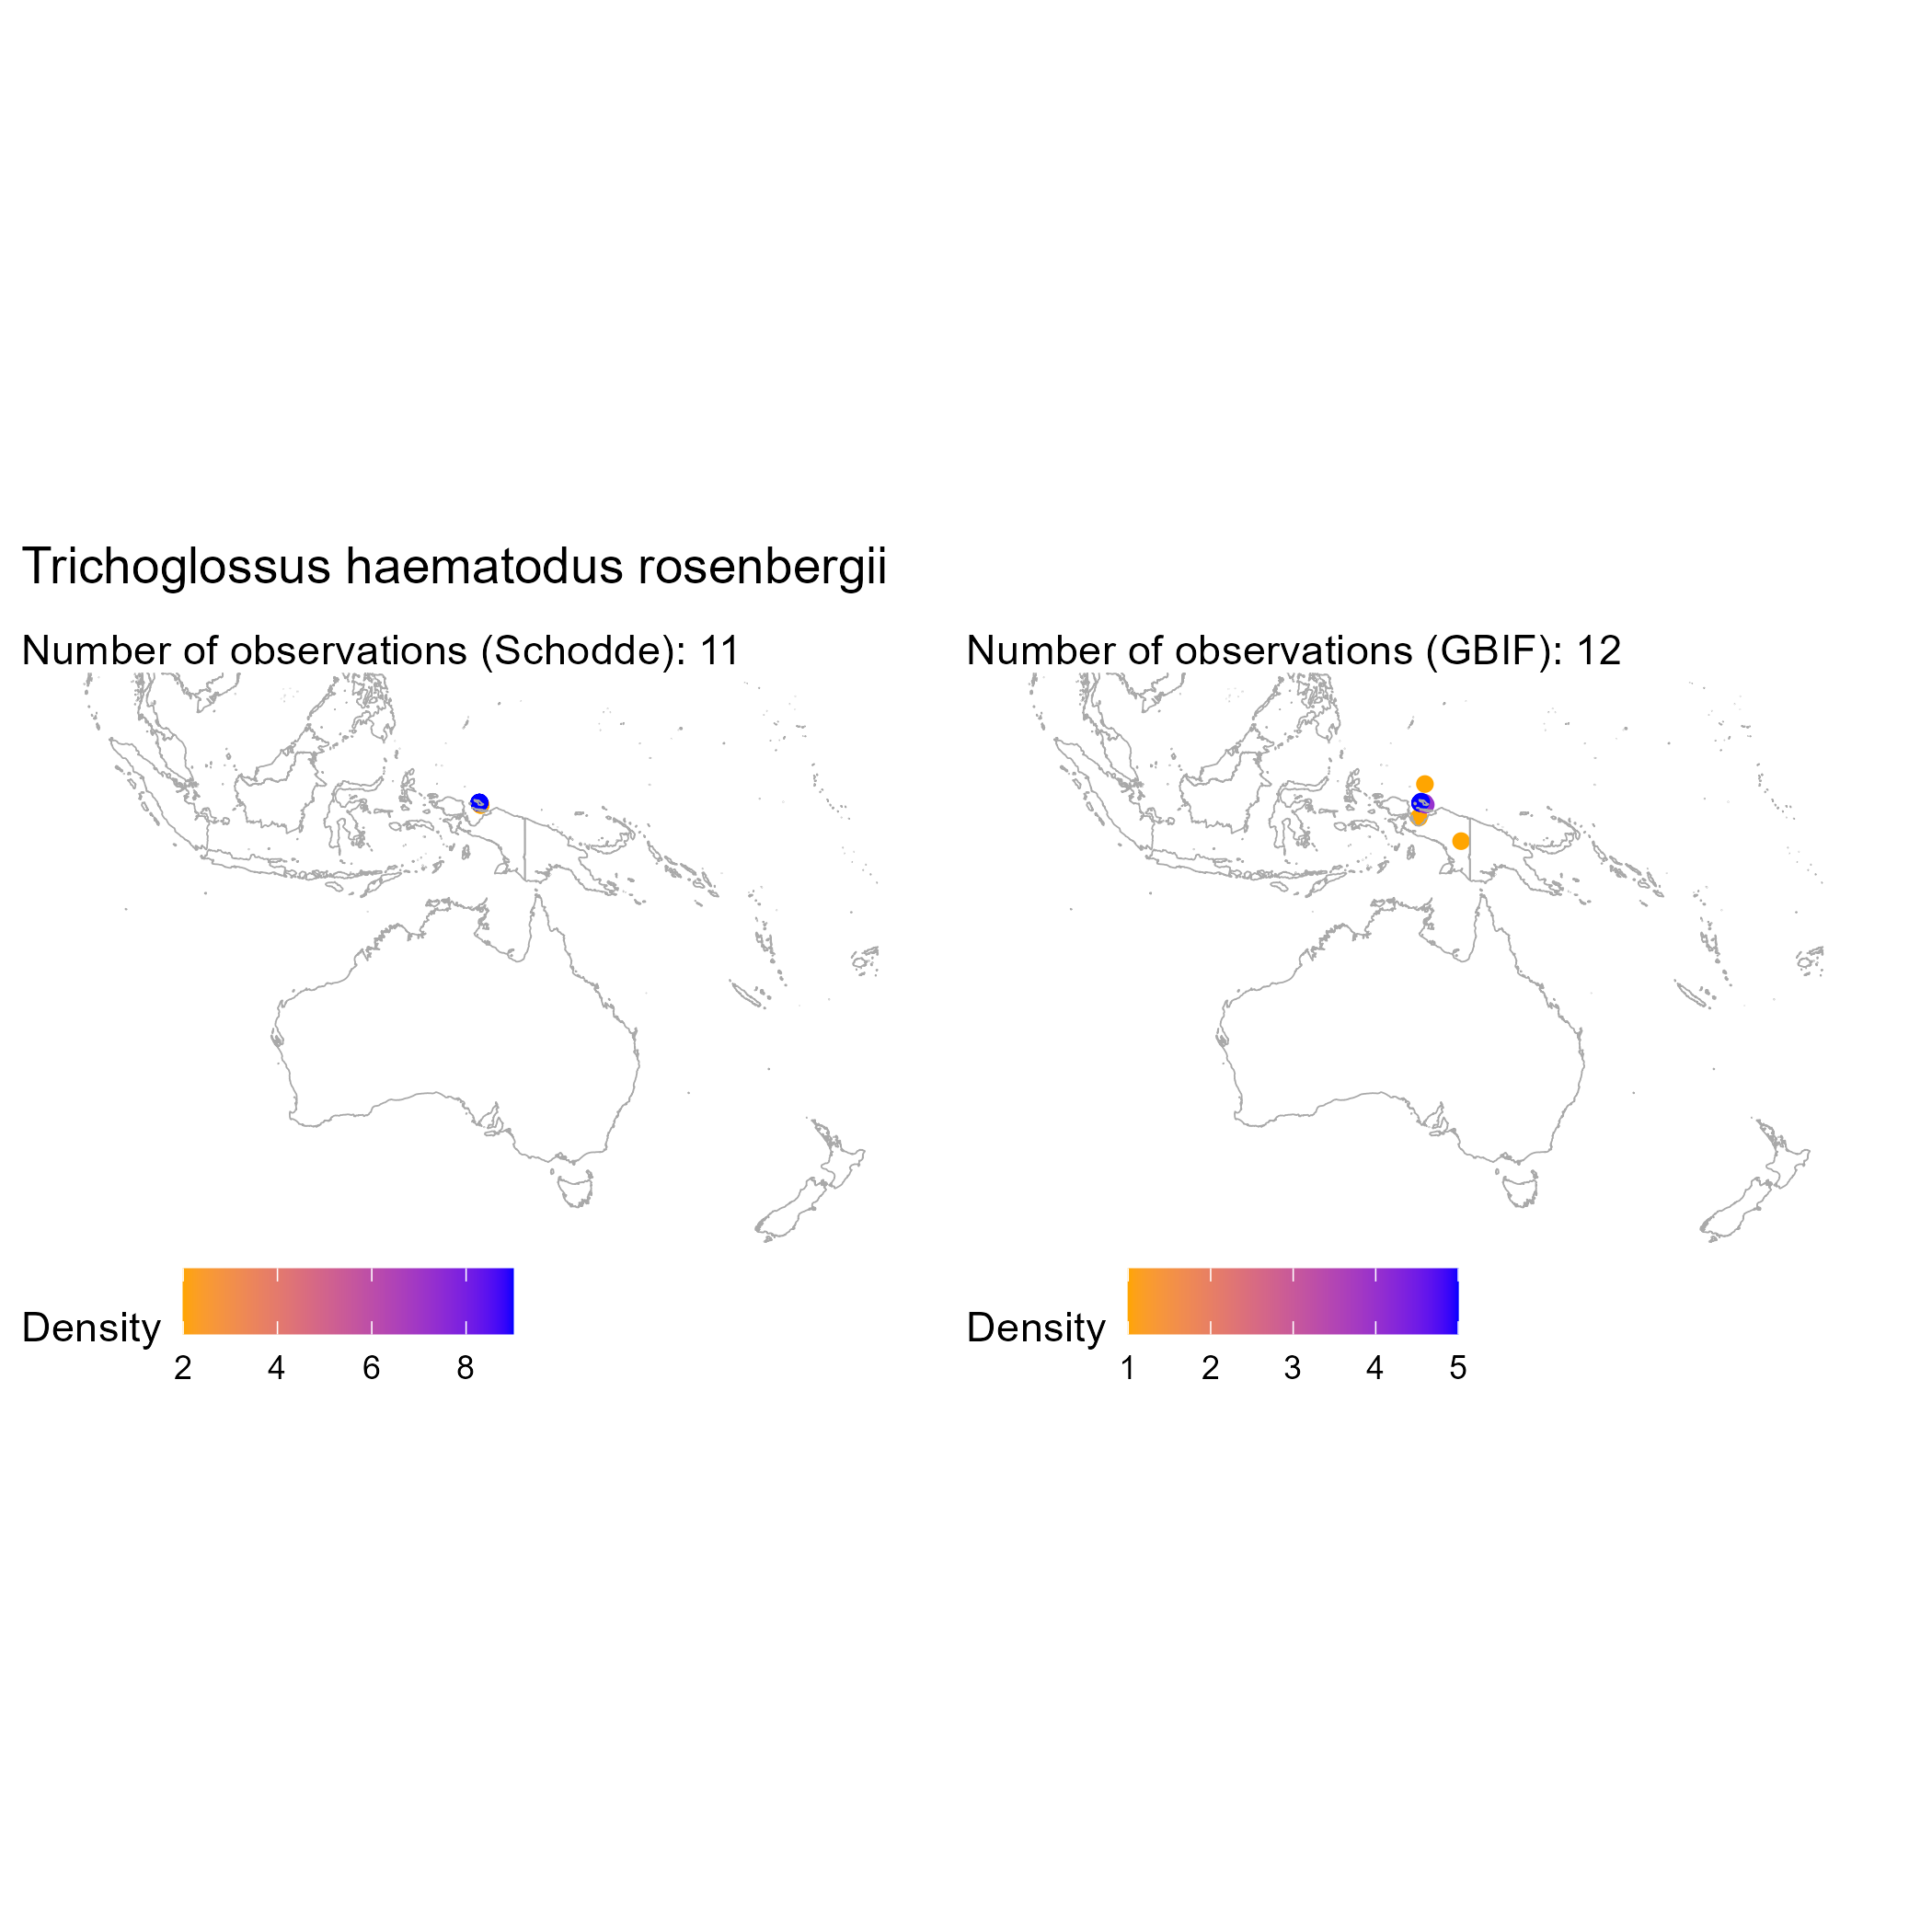 Trichoglossus haematodus rosenbergii
Number of observations (Schodde): 11
Number of observations (GBIF): 12
Density
2 4 6 8
Density
1 2 3 4 5